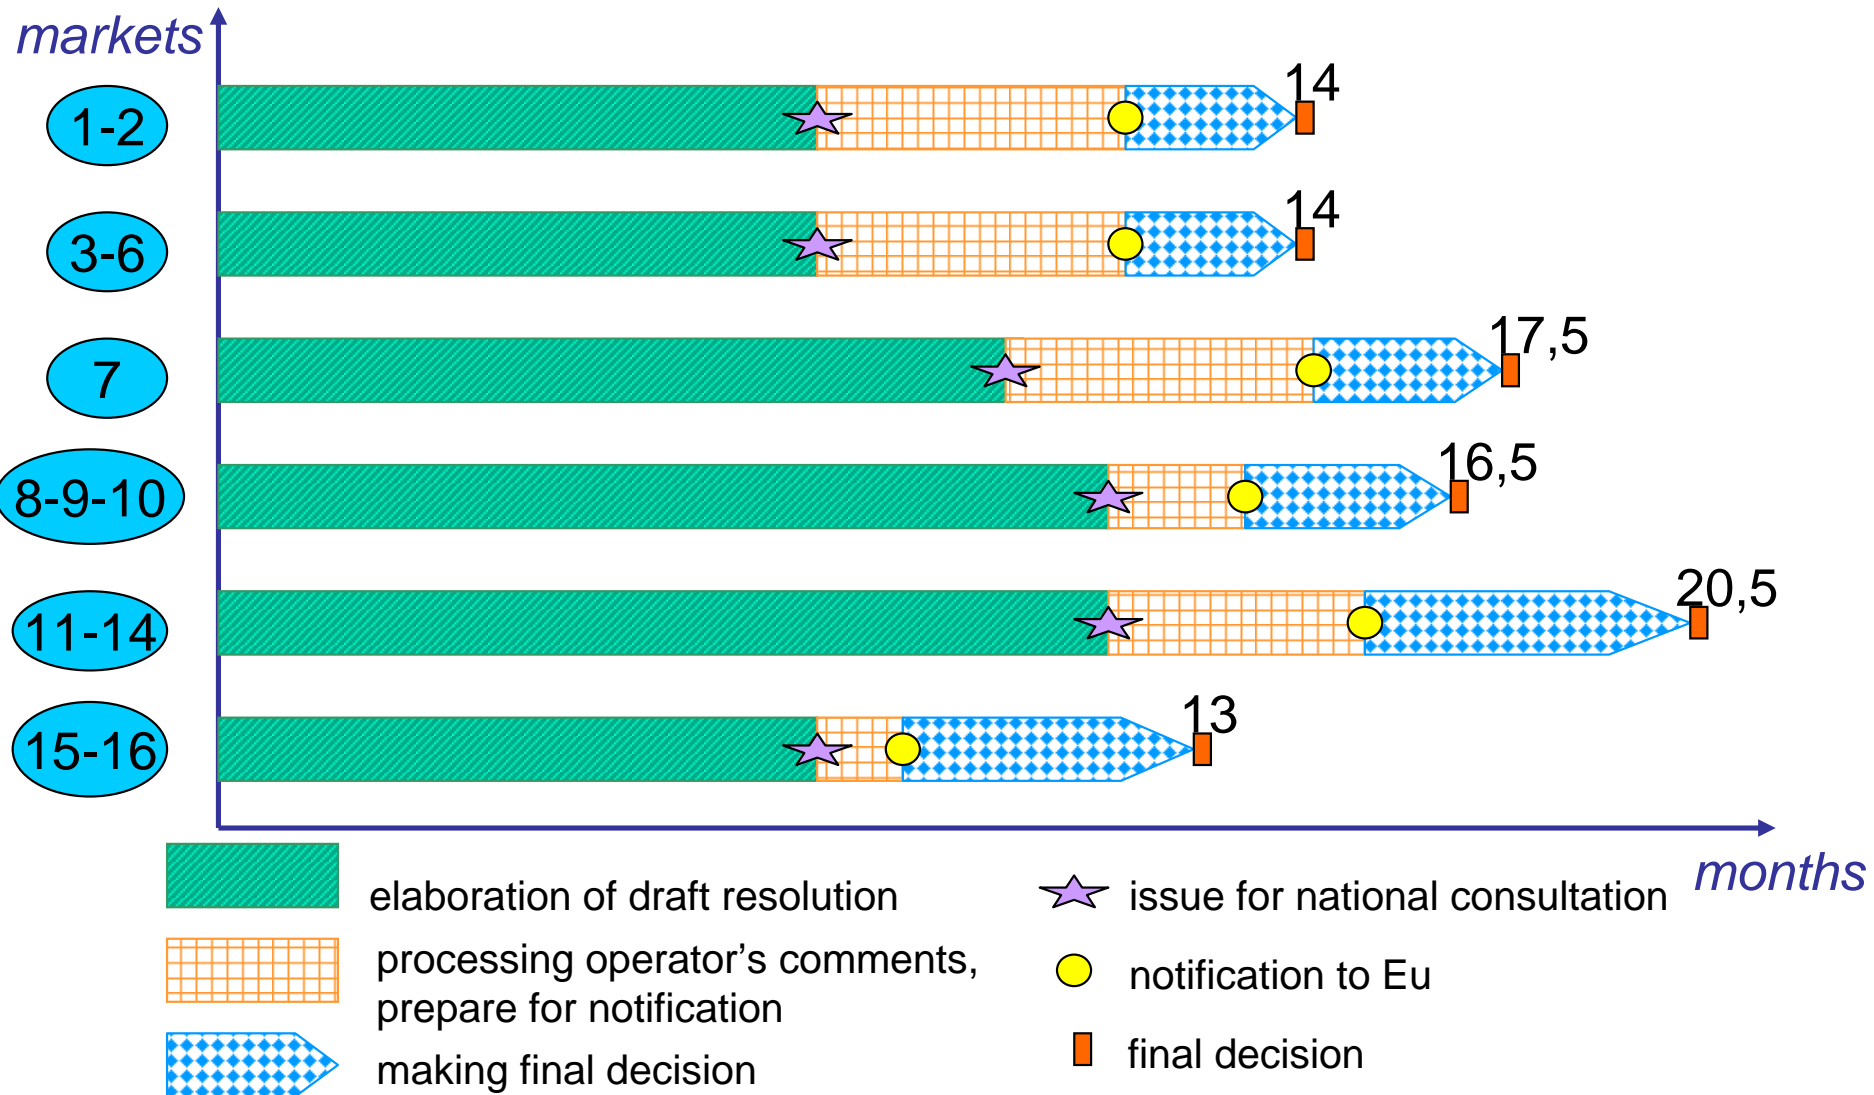 markets
1-2
14
3-6
14
7
17,5
8-9-10
16,5
11-14
20,5
15-16
13
months
elaboration of draft resolution
processing operator’s comments,
prepare for notification
making final decision
issue for national consultation
notification to Eu
final decision